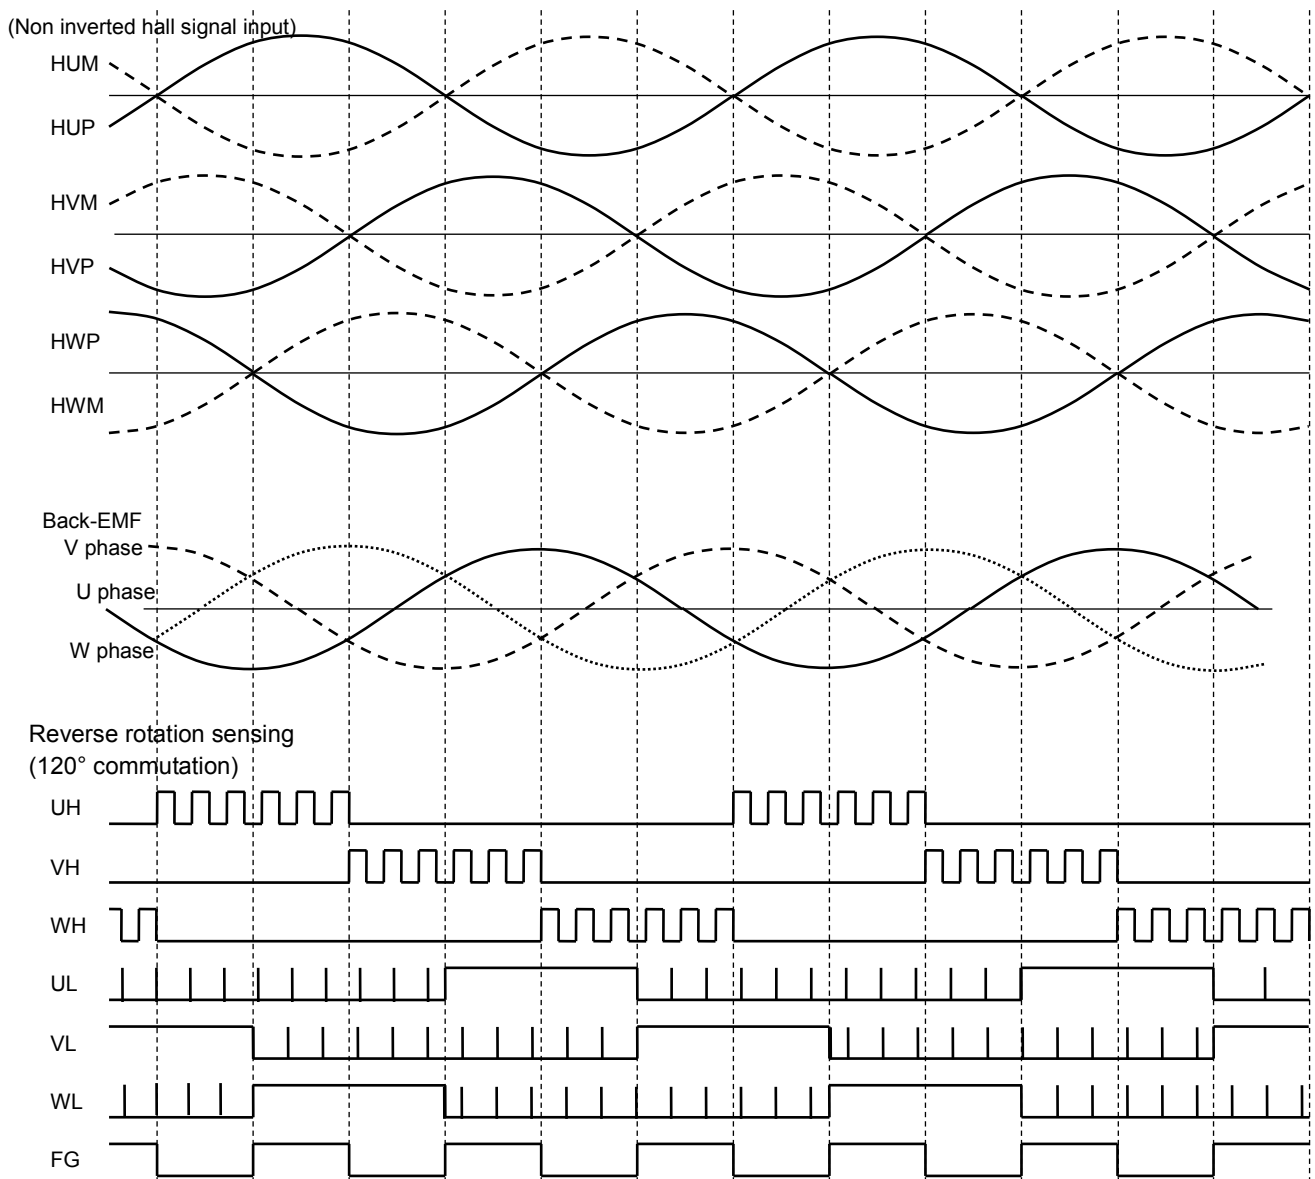 (Non inverted hall signal input)
HUM
HUP
HVM
HVP
HWP
HWM
Back-EMF
V phase
U phase
W phase
Reverse rotation sensing
(120° commutation)
UH
VH
WH
UL
VL
WL
FG